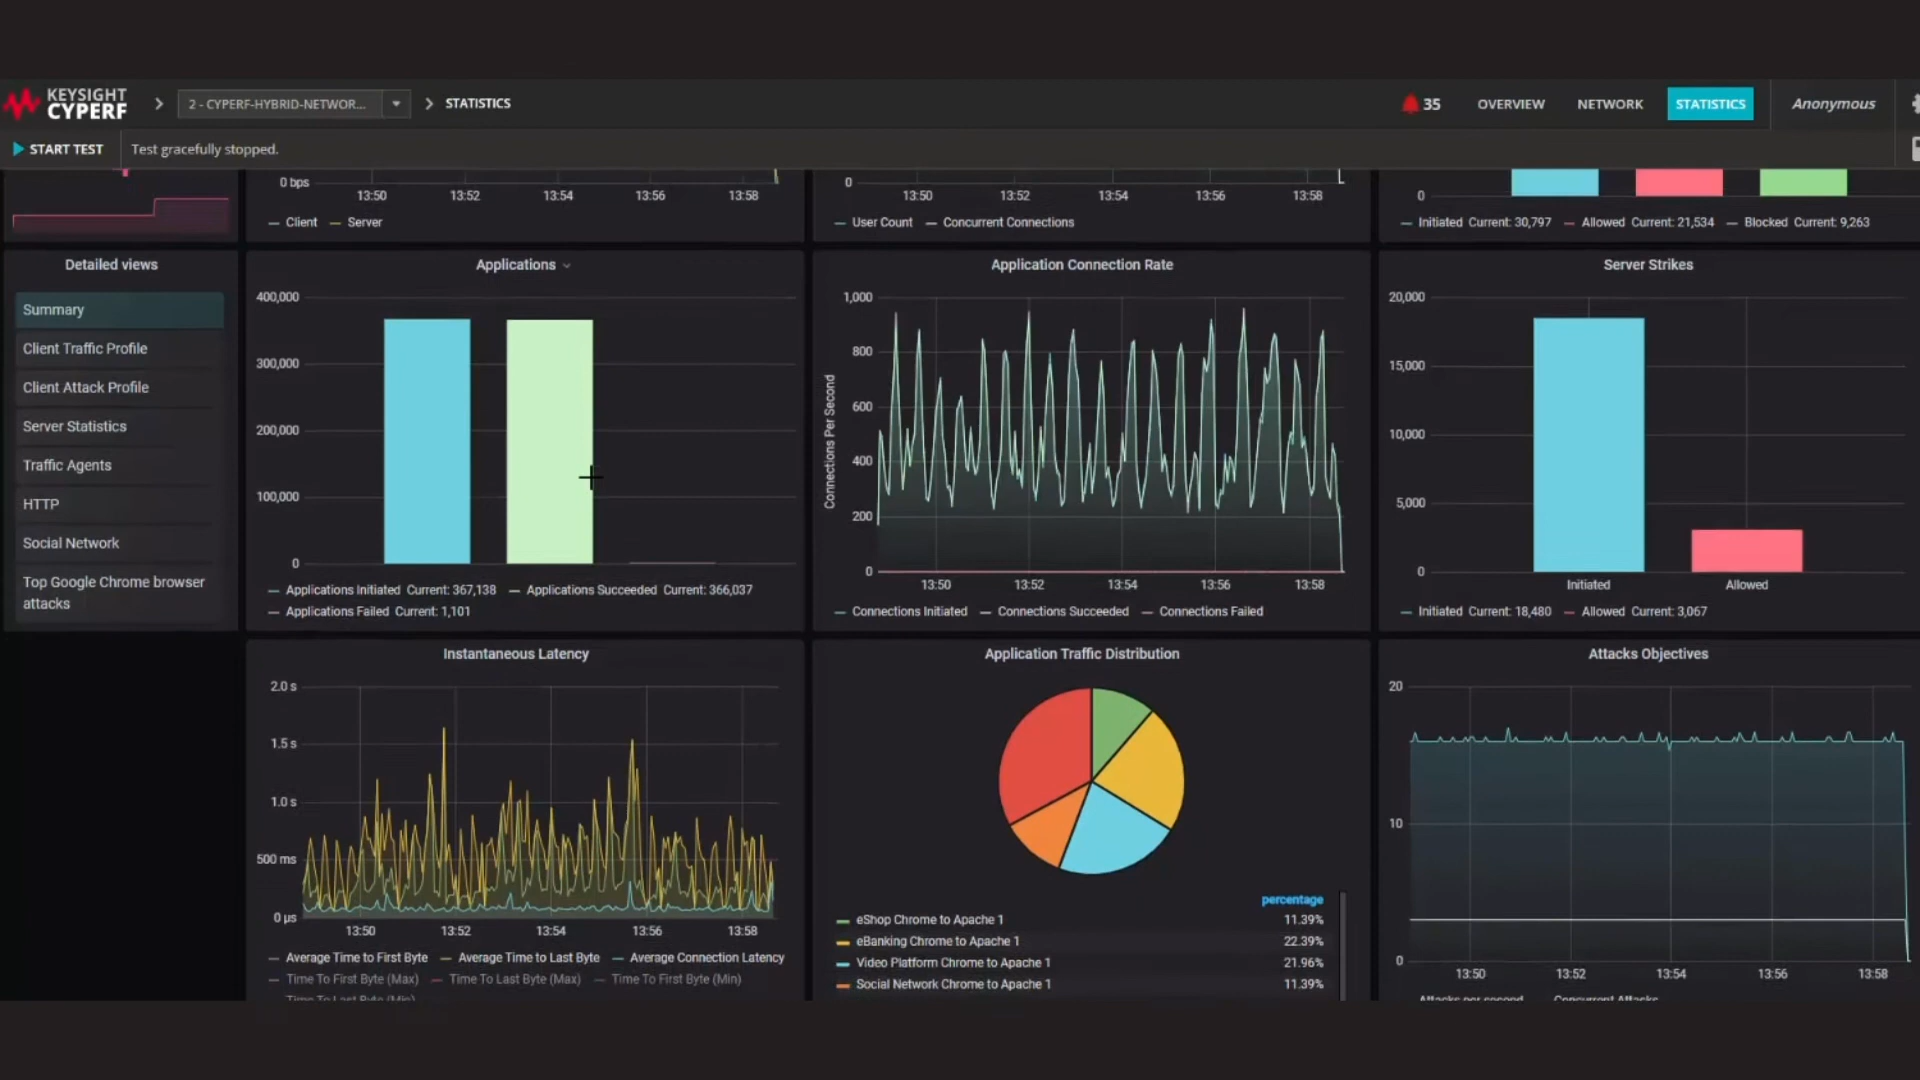 KEYSIGHT
CYPERF
2 - CYPERF-HYBRID-NETWOR...
STATISTICS
35
OVERVIEW
NETWORK
STATISTICS
Anonymous
START TEST
Test gracefully stopped.
0 bps
13:50 13:52 13:54 13:56 13:58
Client Server
0
13:50 13:52 13:54 13:56 13:58
User Count Concurrent Connections
0
Initiated Current: 30,797 Allowed Current: 21,534 Blocked Current: 9,263
Detailed views
Summary
Client Traffic Profile
Client Attack Profile
Server Statistics
Traffic Agents
HTTP
Social Network
Top Google Chrome browser
attacks
Applications
400,000
300,000
200,000
100,000
0
Applications Initiated Current: 367,138 Applications Succeeded Current: 366,037
Applications Failed Current: 1,101
Application Connection Rate
Connections Per Second
1,000
800
600
400
200
0
13:50 13:52 13:54 13:56 13:58
Connections Initiated Connections Succeeded Connections Failed
Server Strikes
20,000
15,000
10,000
5,000
0
Initiated Allowed
Initiated Current: 18,480 Allowed Current: 3,067
Instantaneous Latency
2.0 s
1.5 s
1.0 s
500 ms
0 µs
13:50 13:52 13:54 13:56 13:58
Average Time to First Byte Average Time to Last Byte Average Connection Latency
Time To First Byte (Max) Time To Last Byte (Max) Time To First Byte (Min)
Time To Last Byte (Min)
Application Traffic Distribution
percentage
eShop Chrome to Apache 1 11.39%
eBanking Chrome to Apache 1 22.39%
Video Platform Chrome to Apache 1 21.96%
Social Network Chrome to Apache 1 11.39%
Attacks Objectives
20
10
0
13:50 13:52 13:54 13:56 13:58
Attacks per second Concurrent Attacks